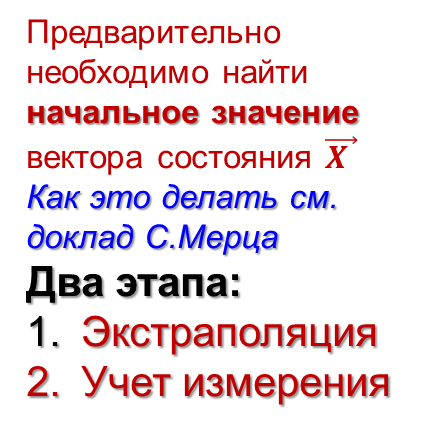 Предварительно
необходимо найти
начальное значение
вектора состояния X⃗
Как это делать см.
доклад С.Мерца
Два этапа:
1. Экстраполяция
2. Учет измерения